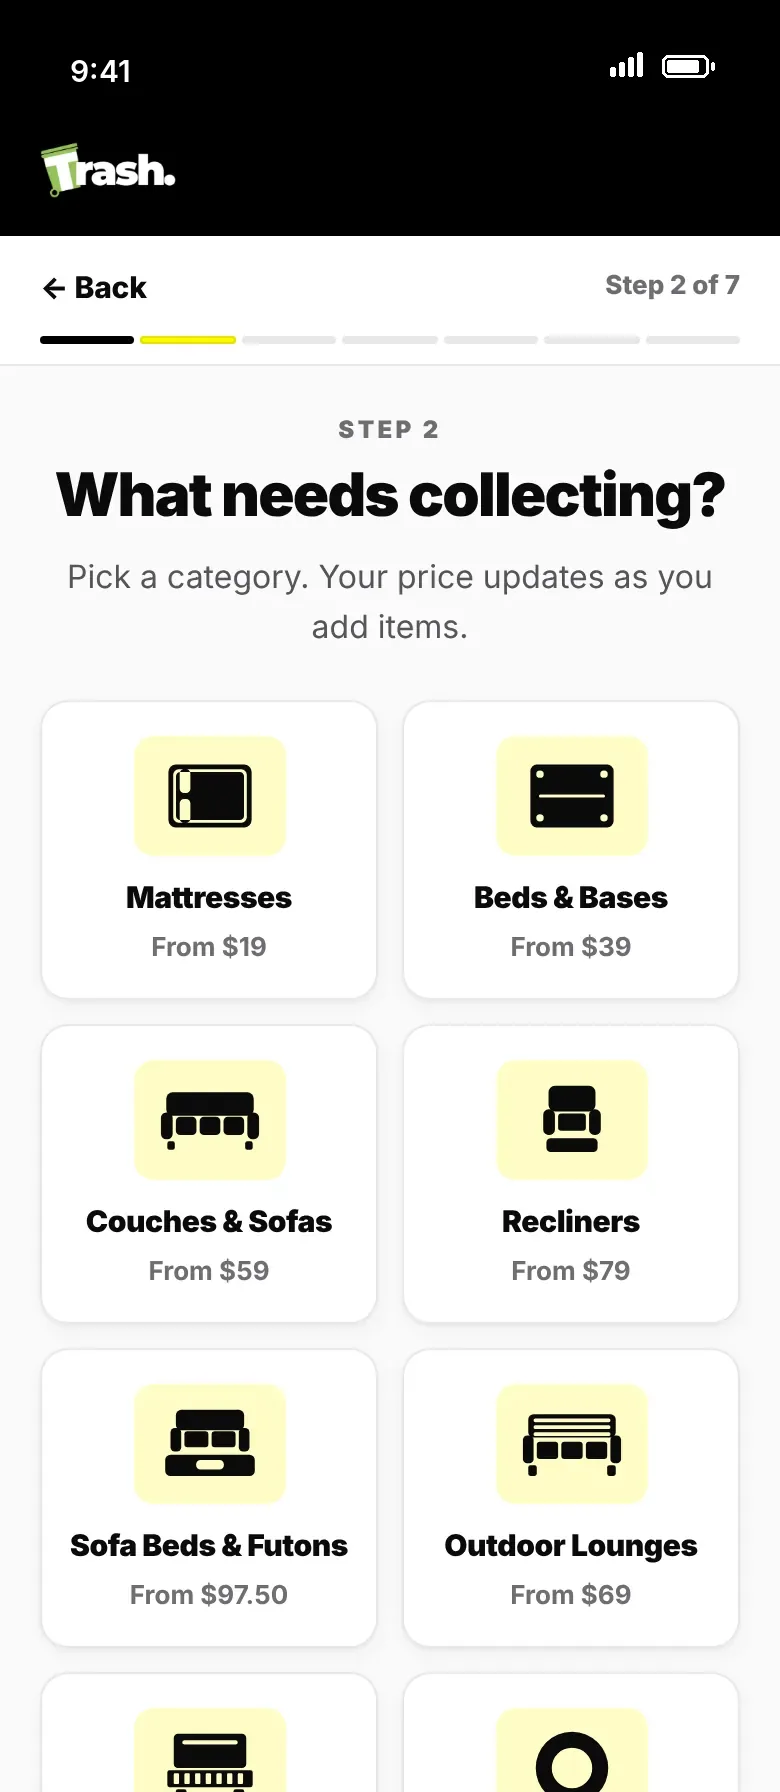 9:41
Trash.
← Back
Step 2 of 7
STEP 2
What needs collecting?
Pick a category. Your price updates as you
add items.
Mattresses
From $19
Beds & Bases
From $39
Couches & Sofas
From $59
Recliners
From $79
Sofa Beds & Futons
From $97.50
Outdoor Lounges
From $69